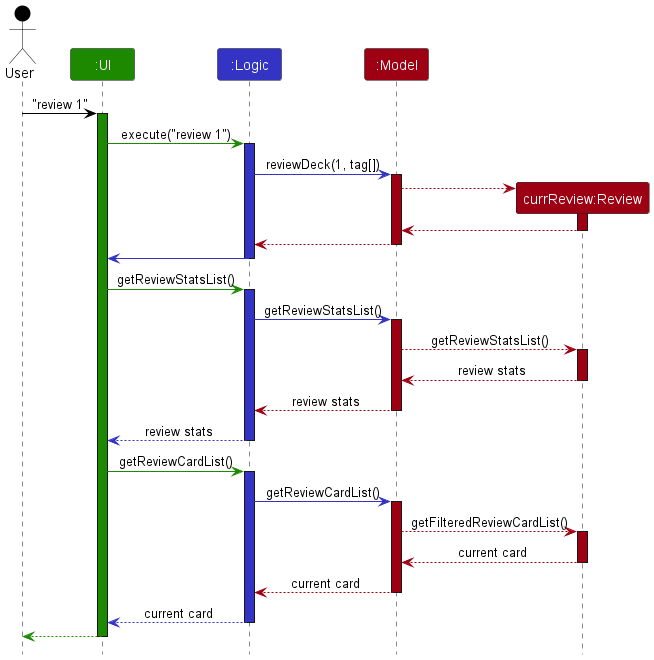 User
:UI
:Logic
:Model
"review 1"
execute("review 1")
reviewDeck(1, tag[])
currReview:Review
getReviewStatsList()
getReviewStatsList()
getReviewStatsList()
review stats
review stats
review stats
getReviewCardList()
getReviewCardList()
getFilteredReviewCardList()
current card
current card
current card